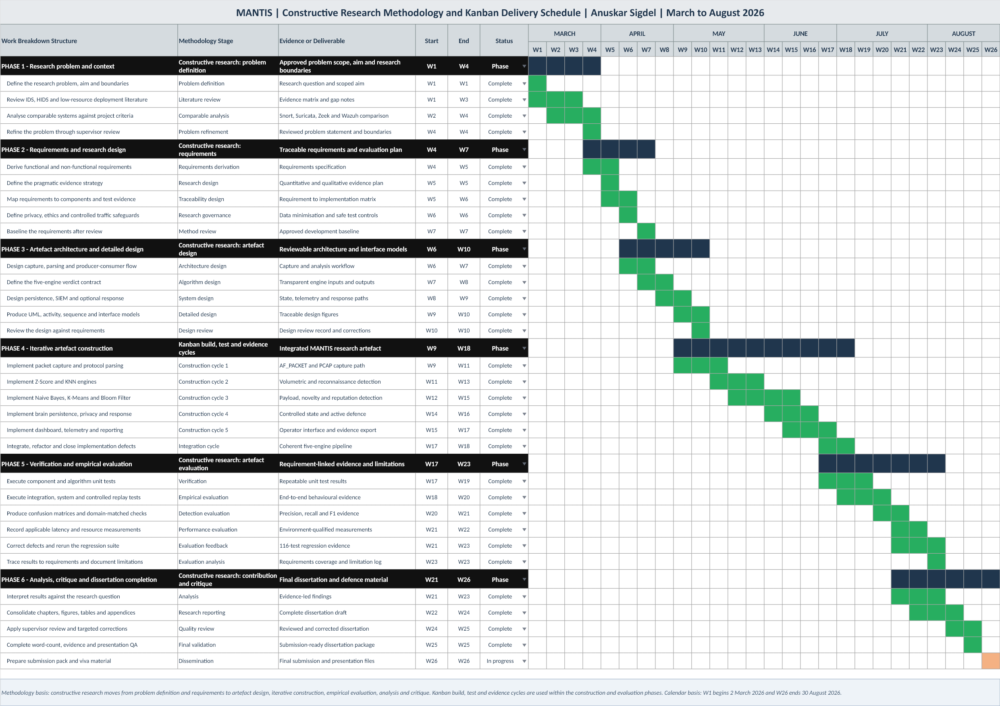 MANTIS | Constructive Research Methodology and Kanban Delivery Schedule | Anuskar Sigdel | March to August 2026
Work Breakdown Structure Methodology Stage Evidence or Deliverable Start End Status MARCH APRIL MAY JUNE JULY AUGUST
W1 W2 W3 W4 W5 W6 W7 W8 W9 W10 W11 W12 W13 W14 W15 W16 W17 W18 W19 W20 W21 W22 W23 W24 W25 W26
PHASE 1 - Research problem and context Constructive research: problem definition Approved problem scope, aim and research boundaries W1 W4 Phase
Define the research problem, aim and boundaries Problem definition Research question and scoped aim W1 W1 Complete
Review IDS, HIDS and low-resource deployment literature Literature review Evidence matrix and gap notes W1 W3 Complete
Analyse comparable systems against project criteria Comparable analysis Snort, Suricata, Zeek and Wazuh comparison W2 W4 Complete
Refine the problem through supervisor review Problem refinement Reviewed problem statement and boundaries W4 W4 Complete
PHASE 2 - Requirements and research design Constructive research: requirements Traceable requirements and evaluation plan W4 W7 Phase
Derive functional and non-functional requirements Requirements derivation Requirements specification W4 W5 Complete
Define the pragmatic evidence strategy Research design Quantitative and qualitative evidence plan W5 W5 Complete
Map requirements to components and test evidence Traceability design Requirement to implementation matrix W5 W6 Complete
Define privacy, ethics and controlled traffic safeguards Research governance Data minimisation and safe test controls W6 W6 Complete
Baseline the requirements after review Method review Approved development baseline W7 W7 Complete
PHASE 3 - Artefact architecture and detailed design Constructive research: artefact design Reviewable architecture and interface models W6 W10 Phase
Design capture, parsing and producer-consumer flow Architecture design Capture and analysis workflow W6 W7 Complete
Define the five-engine verdict contract Algorithm design Transparent engine inputs and outputs W7 W8 Complete
Design persistence, SIEM and optional response System design State, telemetry and response paths W8 W9 Complete
Produce UML, activity, sequence and interface models Detailed design Traceable design figures W9 W10 Complete
Review the design against requirements Design review Design review record and corrections W10 W10 Complete
PHASE 4 - Iterative artefact construction Kanban build, test and evidence cycles Integrated MANTIS research artefact W9 W18 Phase
Implement packet capture and protocol parsing Construction cycle 1 AF_PACKET and PCAP capture path W9 W11 Complete
Implement Z-Score and KNN engines Construction cycle 2 Volumetric and reconnaissance detection W11 W13 Complete
Implement Naive Bayes, K-Means and Bloom Filter Construction cycle 3 Payload, novelty and reputation detection W12 W15 Complete
Implement brain persistence, privacy and response Construction cycle 4 Controlled state and active defence W14 W16 Complete
Implement dashboard, telemetry and reporting Construction cycle 5 Operator interface and evidence export W15 W17 Complete
Integrate, refactor and close implementation defects Integration cycle Coherent five-engine pipeline W17 W18 Complete
PHASE 5 - Verification and empirical evaluation Constructive research: artefact evaluation Requirement-linked evidence and limitations W17 W23 Phase
Execute component and algorithm unit tests Verification Repeatable unit test results W17 W19 Complete
Execute integration, system and controlled replay tests Empirical evaluation End-to-end behavioural evidence W18 W20 Complete
Produce confusion matrices and domain-matched checks Detection evaluation Precision, recall and F1 evidence W20 W21 Complete
Record applicable latency and resource measurements Performance evaluation Environment-qualified measurements W21 W22 Complete
Correct defects and rerun the regression suite Evaluation feedback 116-test regression evidence W21 W23 Complete
Trace results to requirements and document limitations Evaluation analysis Requirements coverage and limitation log W23 W23 Complete
PHASE 6 - Analysis, critique and dissertation completion Constructive research: contribution and critique Final dissertation and defence material W21 W26 Phase
Interpret results against the research question Analysis Evidence-led findings W21 W23 Complete
Consolidate chapters, figures, tables and appendices Research reporting Complete dissertation draft W22 W24 Complete
Apply supervisor review and targeted corrections Quality review Reviewed and corrected dissertation W24 W25 Complete
Complete word-count, evidence and presentation QA Final validation Submission-ready dissertation package W25 W25 Complete
Prepare submission pack and viva material Dissemination Final submission and presentation files W26 W26 In progress
Methodology basis: constructive research moves from problem definition and requirements to artefact design, iterative construction, empirical evaluation, analysis and critique. Kanban build, test and evidence cycles are used within the construction and evaluation phases. Calendar basis: W1 begins 2 March 2026 and W26 ends 30 August 2026.